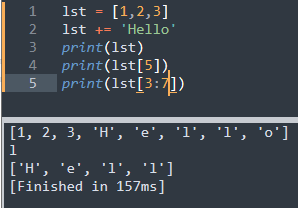 1 lst = [1,2,3]
2 lst += 'Hello'
3 print(lst)
4 print(lst[5])
5 print(lst[3:7])
[1, 2, 3, 'H', 'e', 'l', 'l', 'o']
l
['H', 'e', 'l', 'l']
[Finished in 157ms]